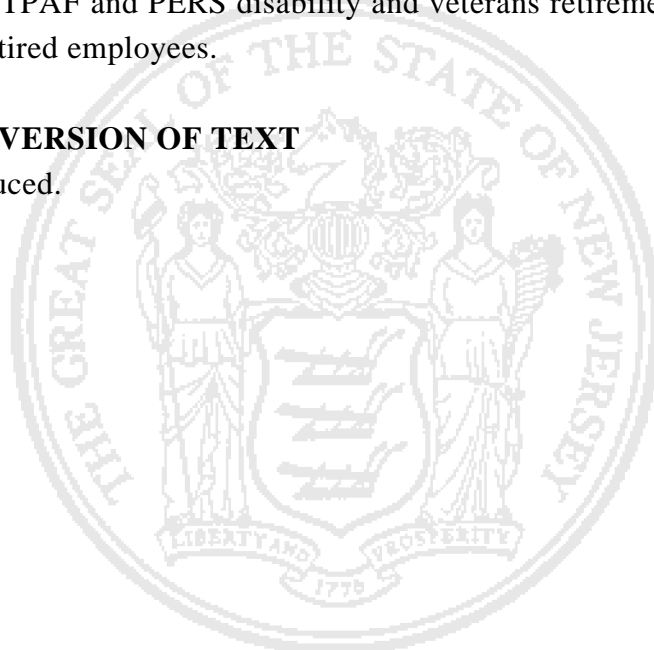 TPAF and PERS disability and veterans retireme
tired employees.
VERSION OF TEXT
uced.
THE GREAT SEAL OF THE STATE OF NEW JERSEY
LIBERTY AND PROSPERITY
1776